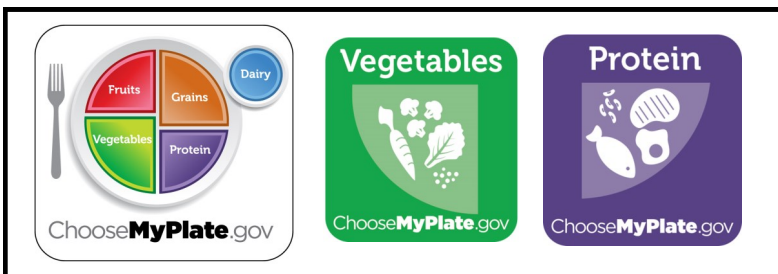 Fruits
Grains
Dairy
Vegetables
Protein
ChooseMyPlate.gov
Vegetables
ChooseMyPlate.gov
Protein
ChooseMyPlate.gov